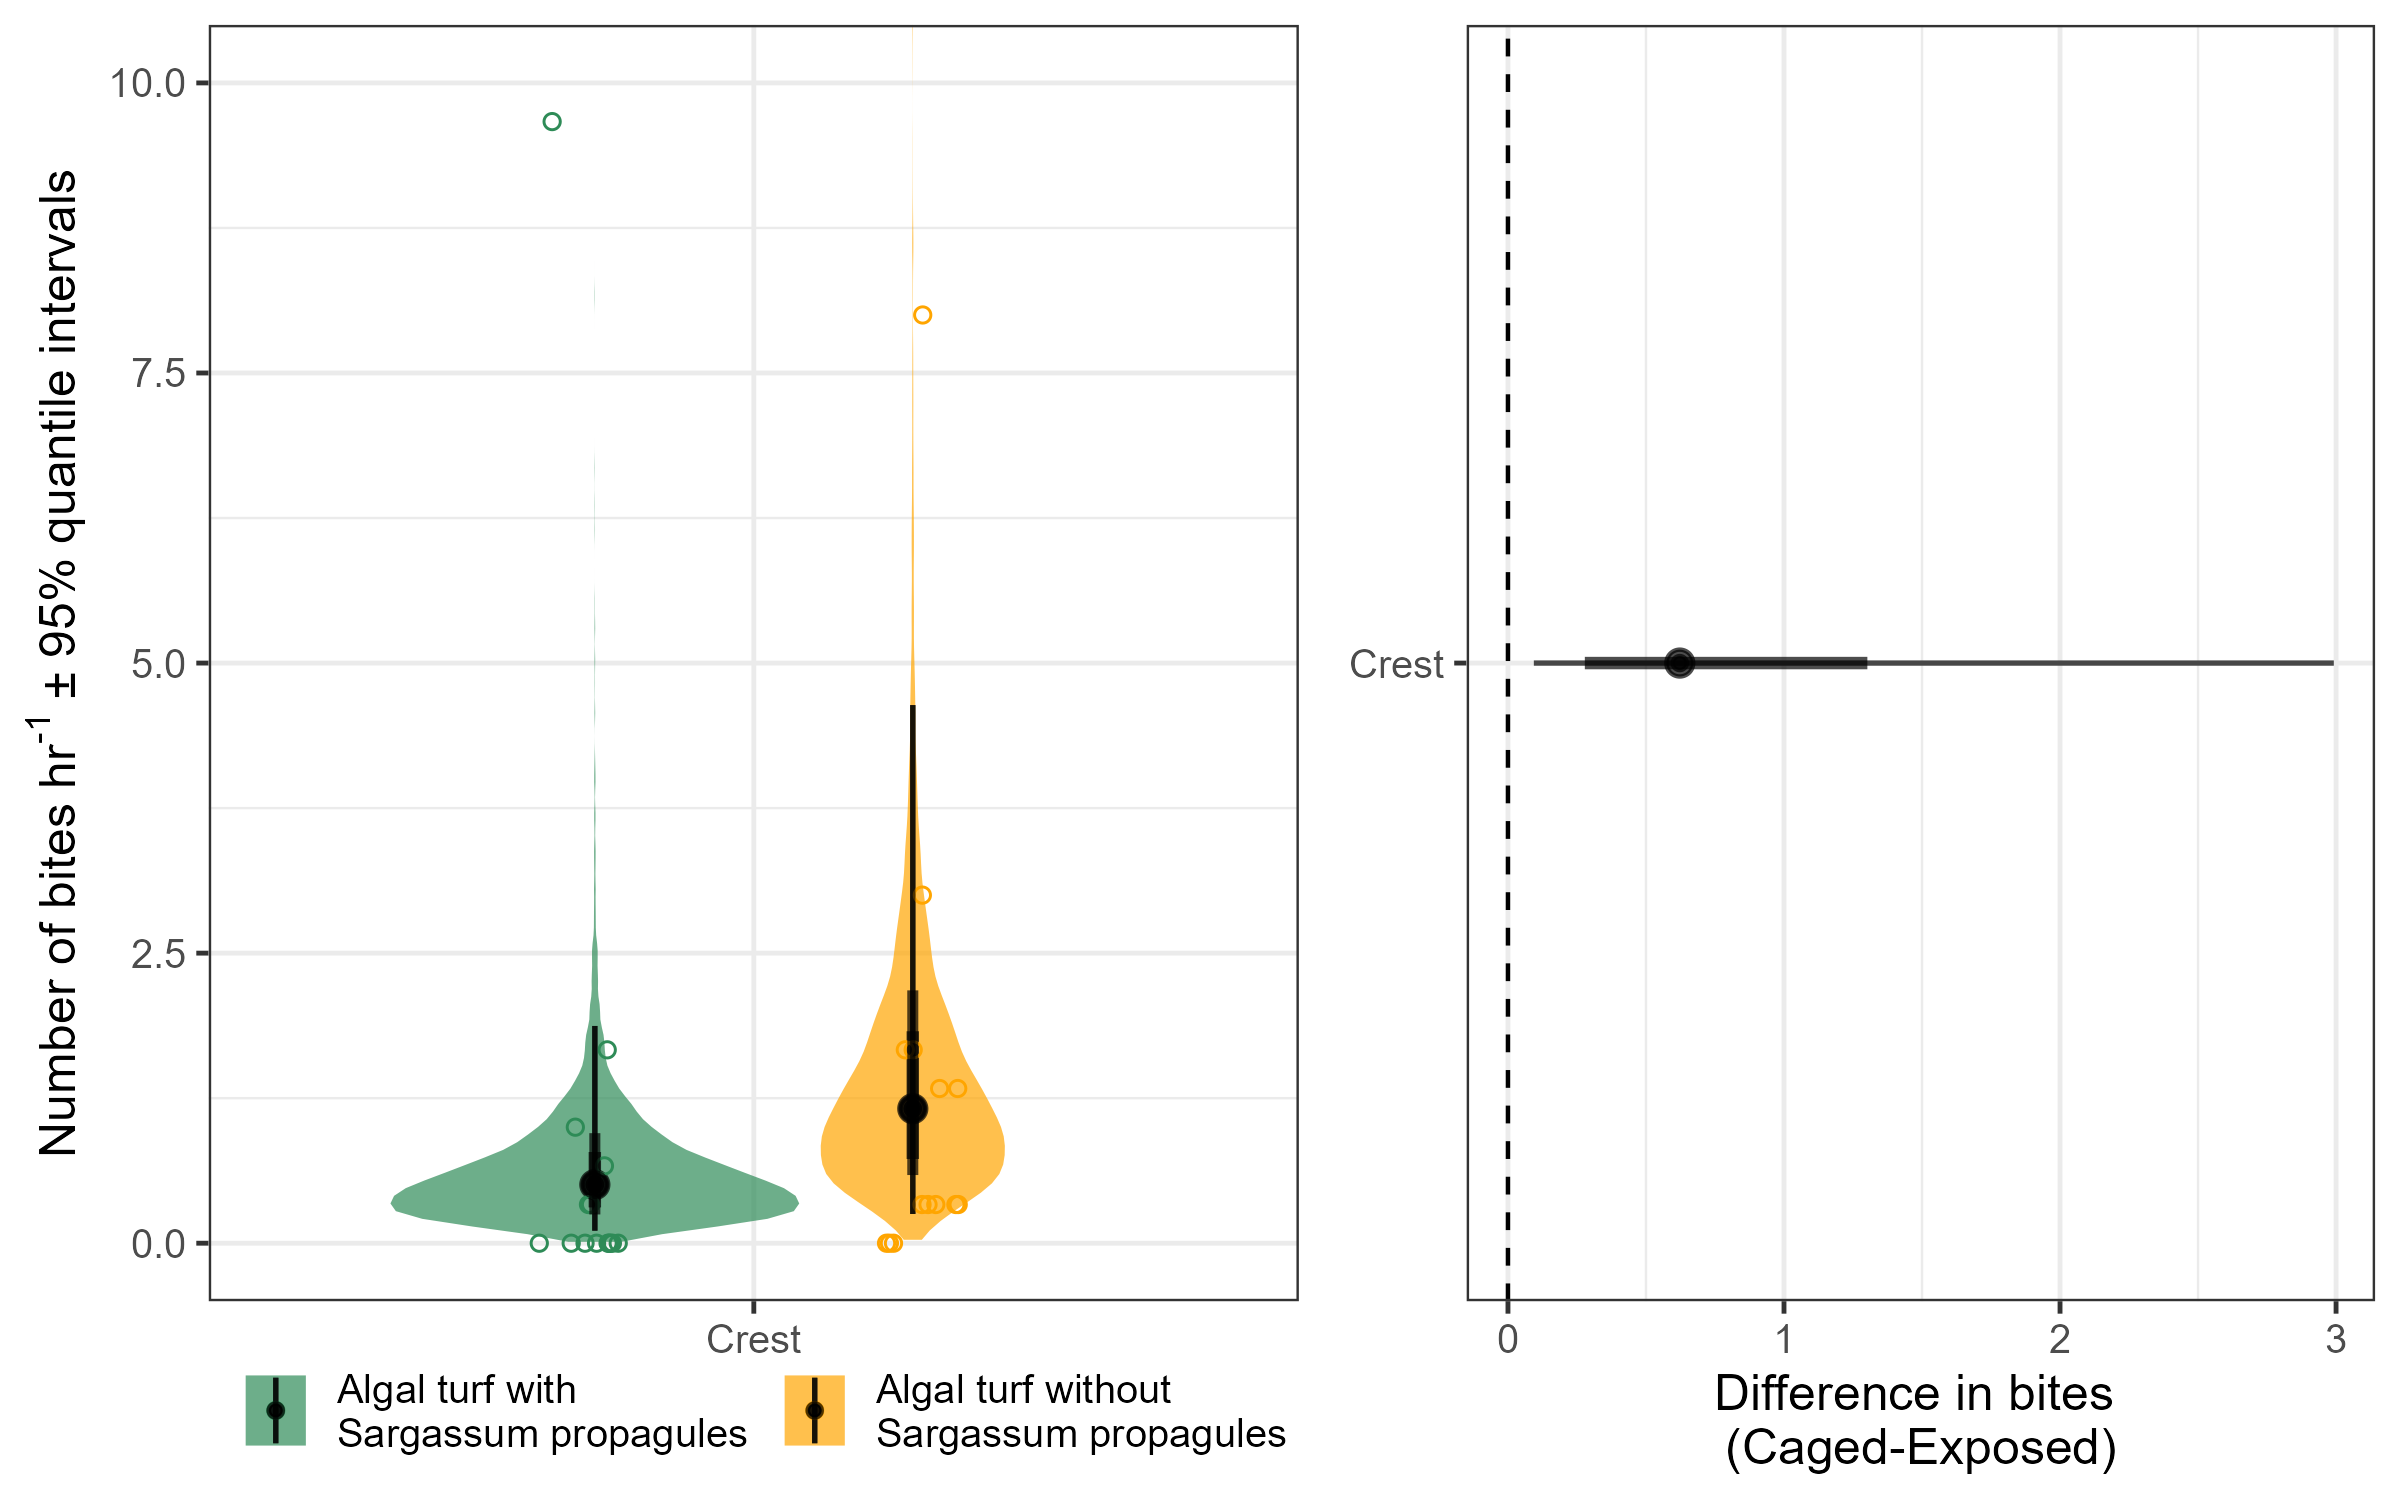 Number of bites hr-1 ± 95% quantile intervals
10.0
7.5
5.0
2.5
0.0
Crest
Algal turf with
Sargassum propagules
Algal turf without
Sargassum propagules
Crest
0 1 2 3
Difference in bites
(Caged-Exposed)